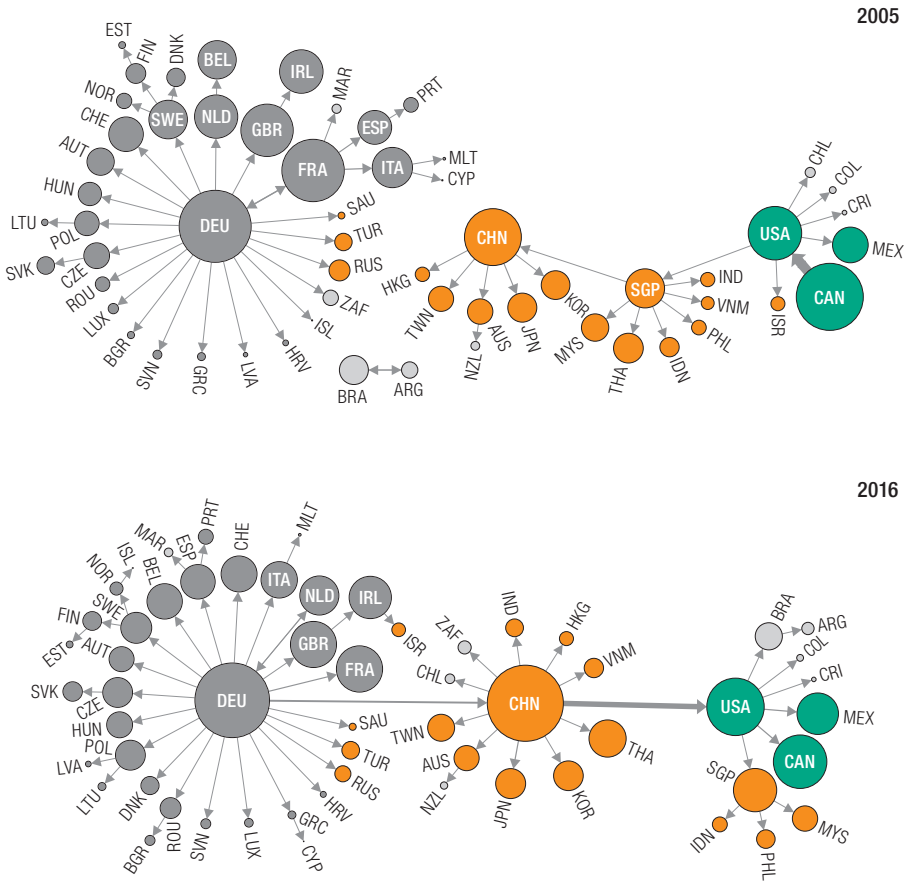 2005
EST
FIN
DNK
BEL
IRL
MAR
PRT
NOR
SWE
NLD
GBR
ESP
CHE
FRA
ITA
MLT
CYP
AUT
HUN
LTU
POL
DEU
SAU
TUR
RUS
ZAF
ISL
SVK
CZE
ROU
LUX
BGR
SVN
GRC
LVA
HRV
BRA
ARG
CHN
HKG
TWN
NZL
AUS
JPN
KOR
SGP
IND
VNM
PHL
MYS
THA
IDN
CHL
COL
CRI
USA
MEX
CAN
ISR
2016
PRT
MAR
ESP
CHE
MLT
ISL
NOR
BEL
ITA
NLD
IRL
ISR
FIN
SWE
GBR
EST
AUT
FRA
SVK
CZE
DEU
HUN
POL
LVA
LTU
DNK
BGR
ROU
SVN
LUX
SAU
TUR
RUS
HRV
GRC
CYP
IND
HKG
ZAF
VNM
CHL
CHN
TWN
AUS
NZL
JPN
KOR
THA
BRA
ARG
COL
CRI
USA
MEX
CAN
SGP
IDN
PHL
MYS